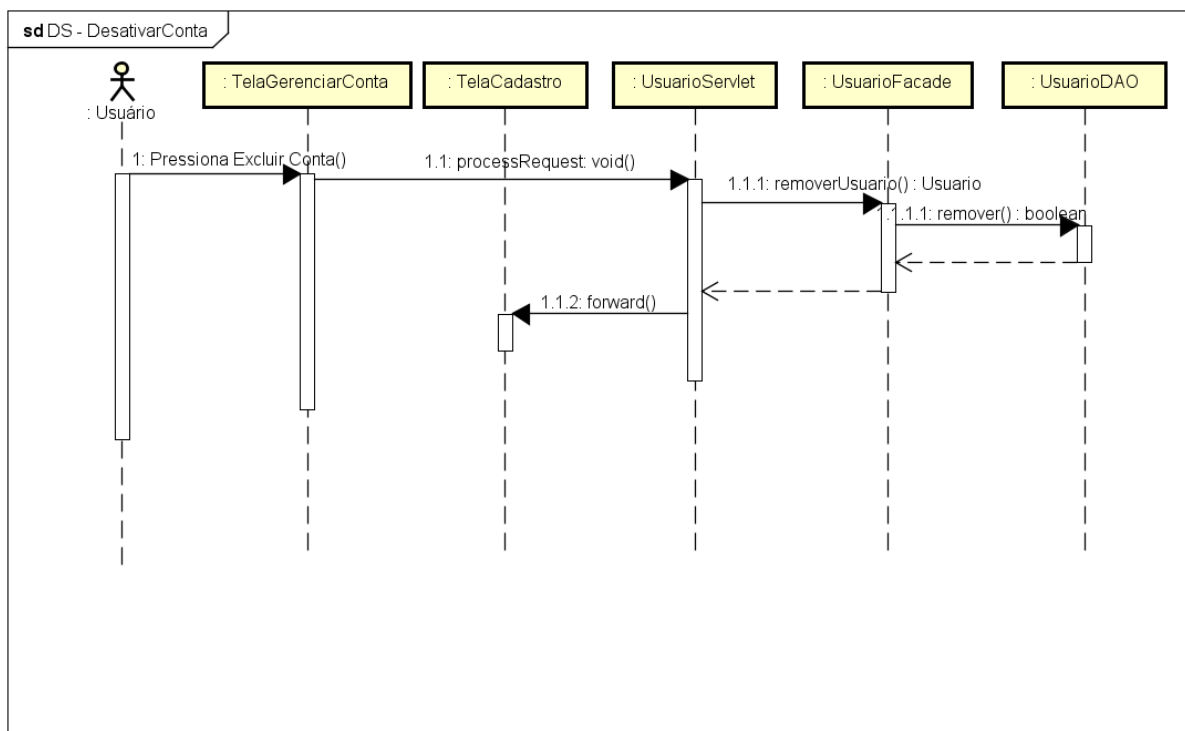 sd DS - DesativarConta
: Usuário
: TelaGerenciarConta
: TelaCadastro
: UsuarioServlet
: UsuarioFacade
: UsuarioDAO
1: Pressiona Excluir Conta()
1.1: processRequest: void()
1.1.1: removerUsuario() : Usuario
1.1.1.1: remover() : boolean
1.1.2: forward()